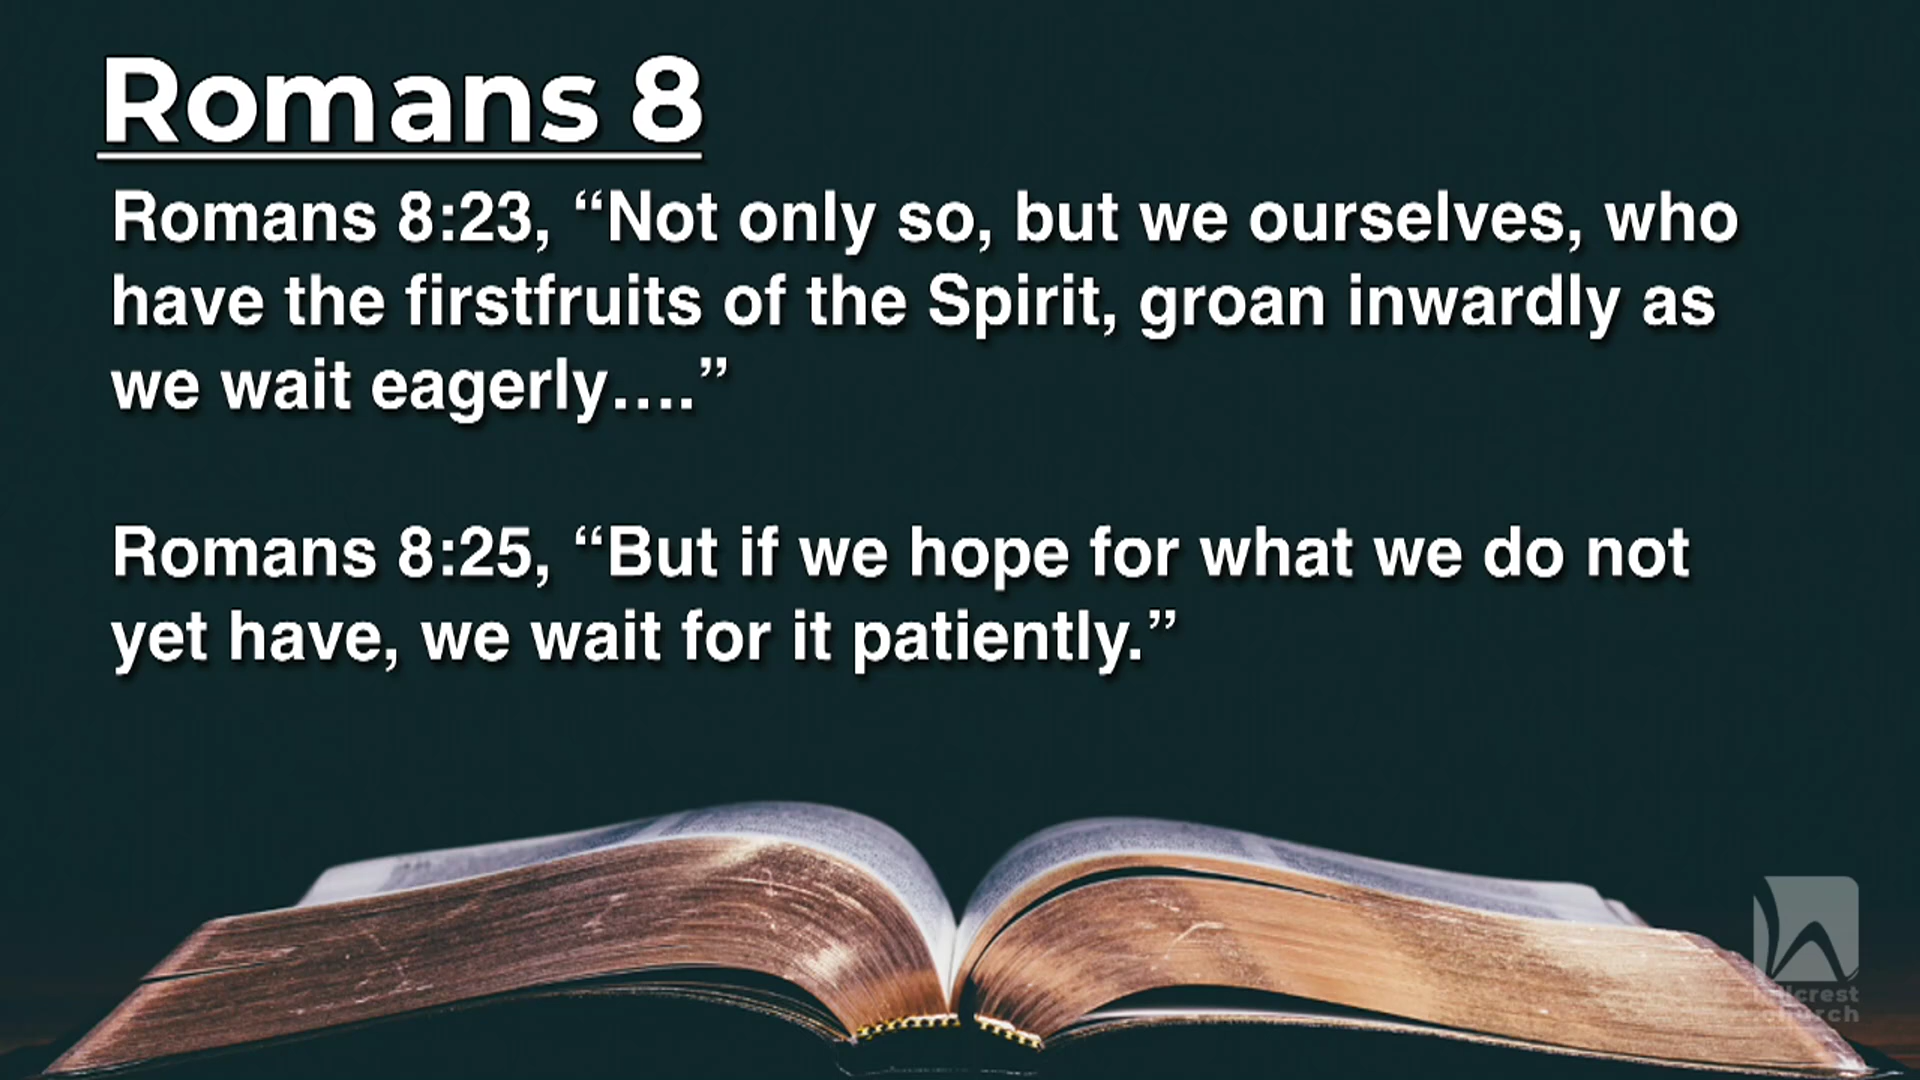 Romans 8
Romans 8:23, “Not only so, but we ourselves, who
have the firstfruits of the Spirit, groan inwardly as
we wait eagerly….”
Romans 8:25, “But if we hope for what we do not
yet have, we wait for it patiently.”
church